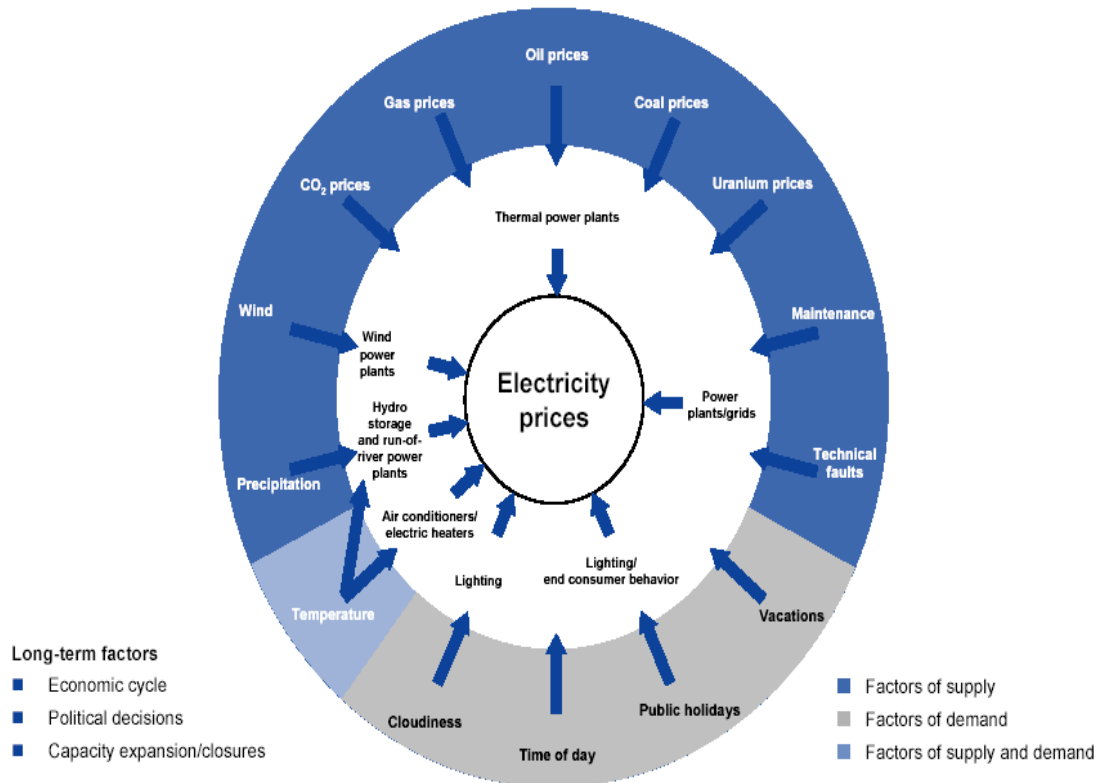 Oil prices
Gas prices
Coal prices
CO₂ prices
Uranium prices
Thermal power plants
Wind
Maintenance
Wind
power
plants
Electricity
prices
Power
plants/grids
Hydro
storage
and run-of-
river power
plants
Precipitation
Technical
faults
Air conditioners/
electric heaters
Lighting
Lighting/
end consumer behavior
Temperature
Vacations
Cloudiness
Time of day
Public holidays
Long-term factors
Economic cycle
Political decisions
Capacity expansion/closures
Factors of supply
Factors of demand
Factors of supply and demand